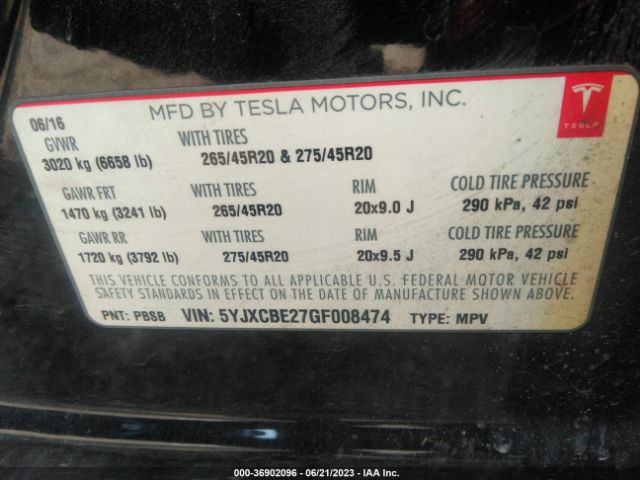 MFD BY TESLA MOTORS, INC.
TESLA
06/16
GVWR WITH TIRES
3020 kg (6658 lb) 265/45R20 & 275/45R20
GAWR FRT WITH TIRES RIM COLD TIRE PRESSURE
1470 kg (3241 lb) 265/45R20 20x9.0 J 290 kPa, 42 psi
GAWR RR WITH TIRES RIM COLD TIRE PRESSURE
1720 kg (3792 lb) 275/45R20 20x9.5 J 290 kPa, 42 psi
THIS VEHICLE CONFORMS TO ALL APPLICABLE U.S. FEDERAL MOTOR VEHICLE
SAFETY STANDARDS IN EFFECT ON THE DATE OF MANUFACTURE SHOWN ABOVE.
PNT: PBSB VIN: 5YJXCBE27GF008474 TYPE: MPV
000-36902096 - 06/21/2023 - IAA Inc.